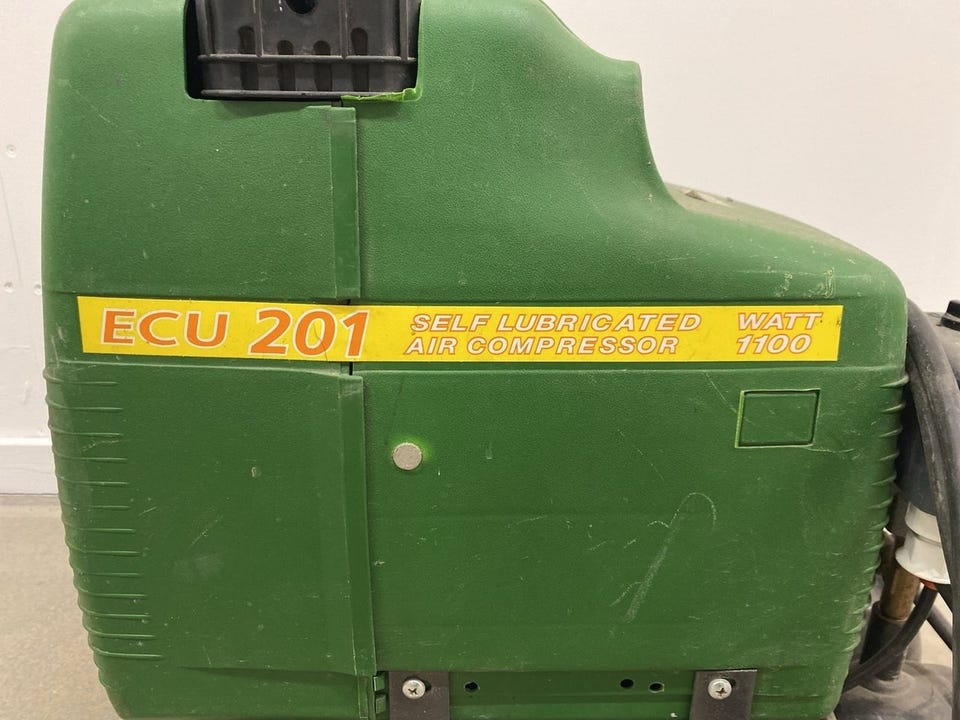 ECU 201
SELF LUBRICATED
AIR COMPRESSOR
WATT
1100